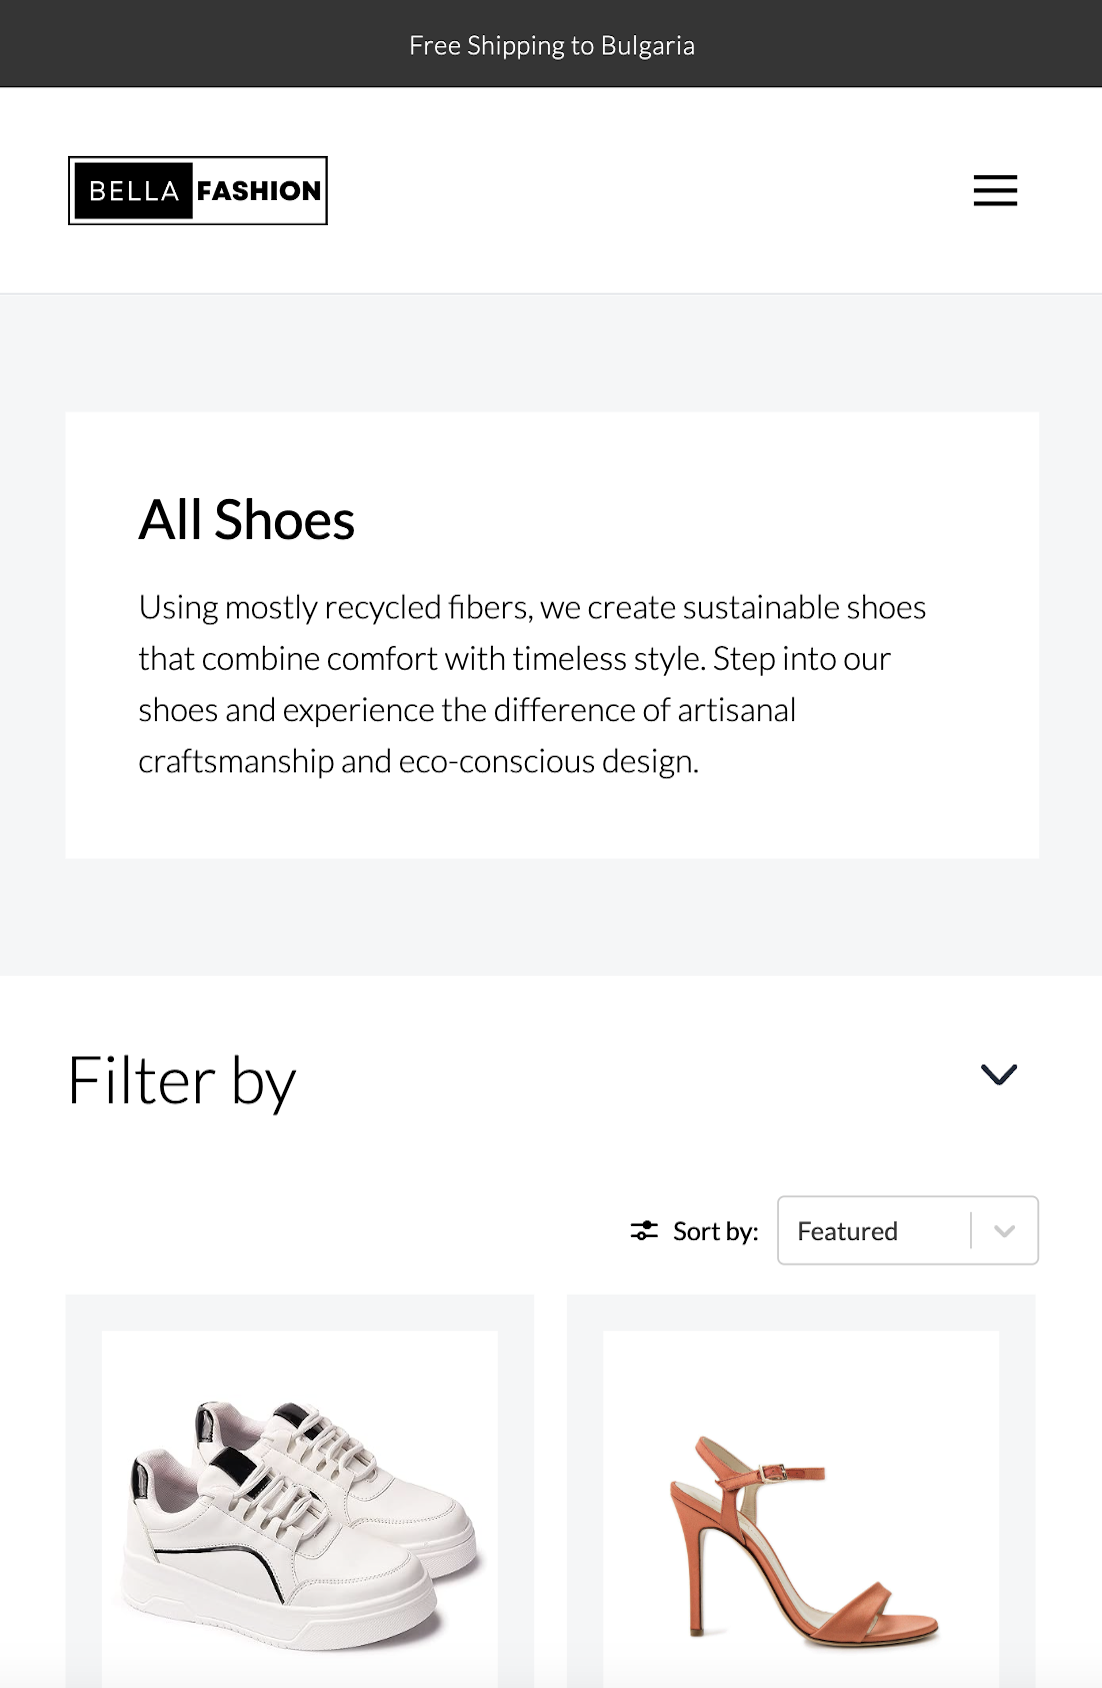 Free Shipping to Bulgaria
BELLA FASHION
All Shoes
Using mostly recycled fibers, we create sustainable shoes
that combine comfort with timeless style. Step into our
shoes and experience the difference of artisanal
craftsmanship and eco-conscious design.
Filter by
Sort by: Featured